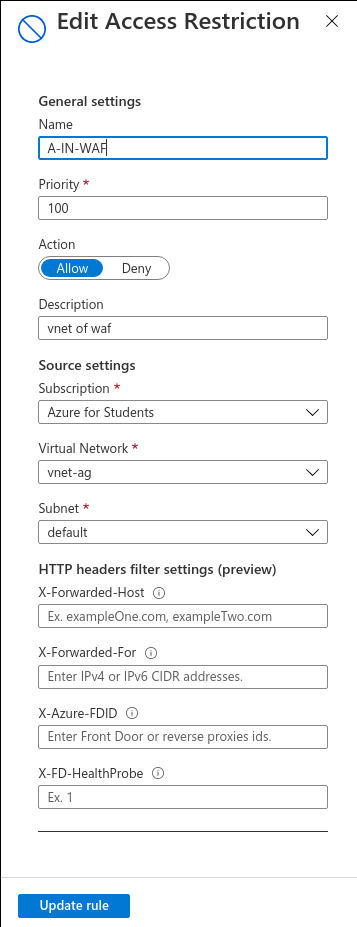 Edit Access Restriction
General settings
Name
A-IN-WAF
Priority *
100
Action
Allow Deny
Description
vnet of waf
Source settings
Subscription *
Azure for Students
Virtual Network *
vnet-ag
Subnet *
default
HTTP headers filter settings (preview)
X-Forwarded-Host
Ex. exampleOne.com, exampleTwo.com
X-Forwarded-For
Enter IPv4 or IPv6 CIDR addresses.
X-Azure-FDID
Enter Front Door or reverse proxies ids.
X-FD-HealthProbe
Ex. 1
Update rule